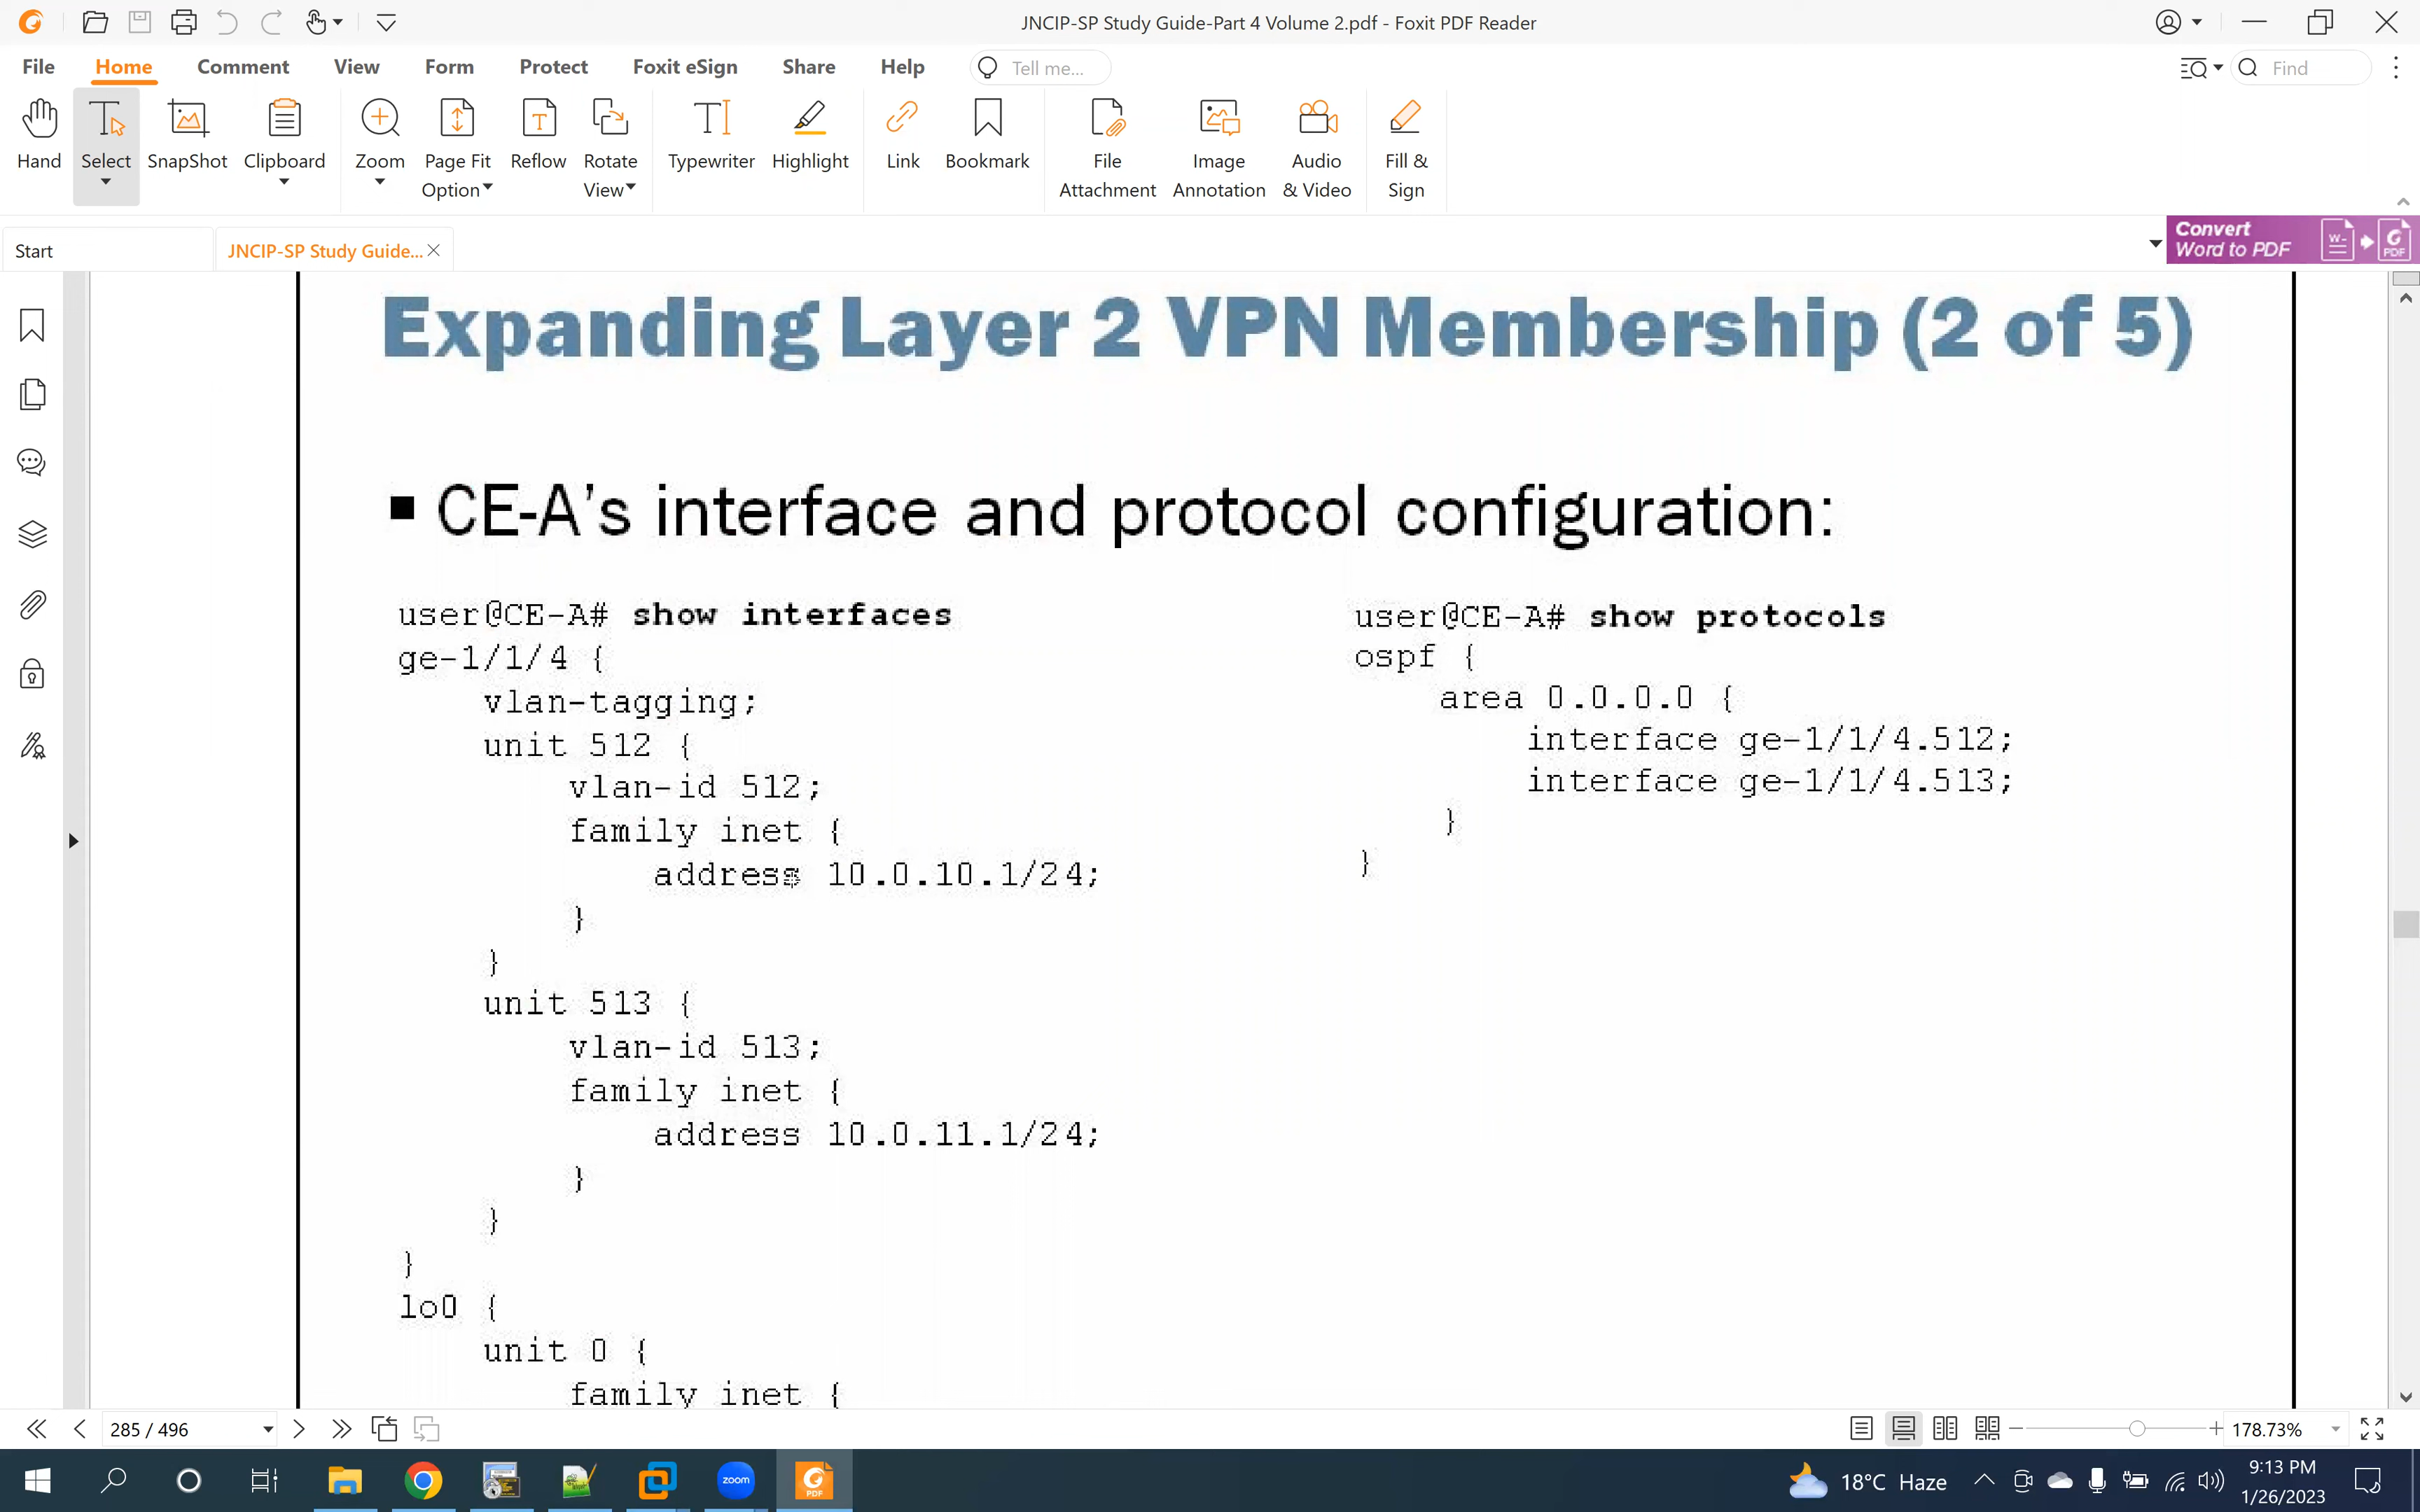 JNCIP-SP Study Guide-Part 4 Volume 2.pdf - Foxit PDF Reader
File Home Comment View Form Protect Foxit eSign Share Help Tell me... Find
Hand Select SnapShot Clipboard Zoom Page Fit Option Reflow Rotate View Typewriter Highlight Link Bookmark File Attachment Image Annotation Audio & Video Fill & Sign
Start JNCIP-SP Study Guide...
Convert
Word to PDF
Expanding Layer 2 VPN Membership (2 of 5)
■ CE-A's interface and protocol configuration:
user@CE-A# show interfaces
ge-1/1/4 {
vlan-tagging;
unit 512 {
vlan-id 512;
family inet {
address 10.0.10.1/24;
}
}
unit 513 {
vlan-id 513;
family inet {
address 10.0.11.1/24;
}
}
}
lo0 {
unit 0 {
family inet {
user@CE-A# show protocols
ospf {
area 0.0.0.0 {
interface ge-1/1/4.512;
interface ge-1/1/4.513;
}
}
285 / 496
178.73%
zoom
PDF
18°C Haze
9:13 PM
1/26/2023